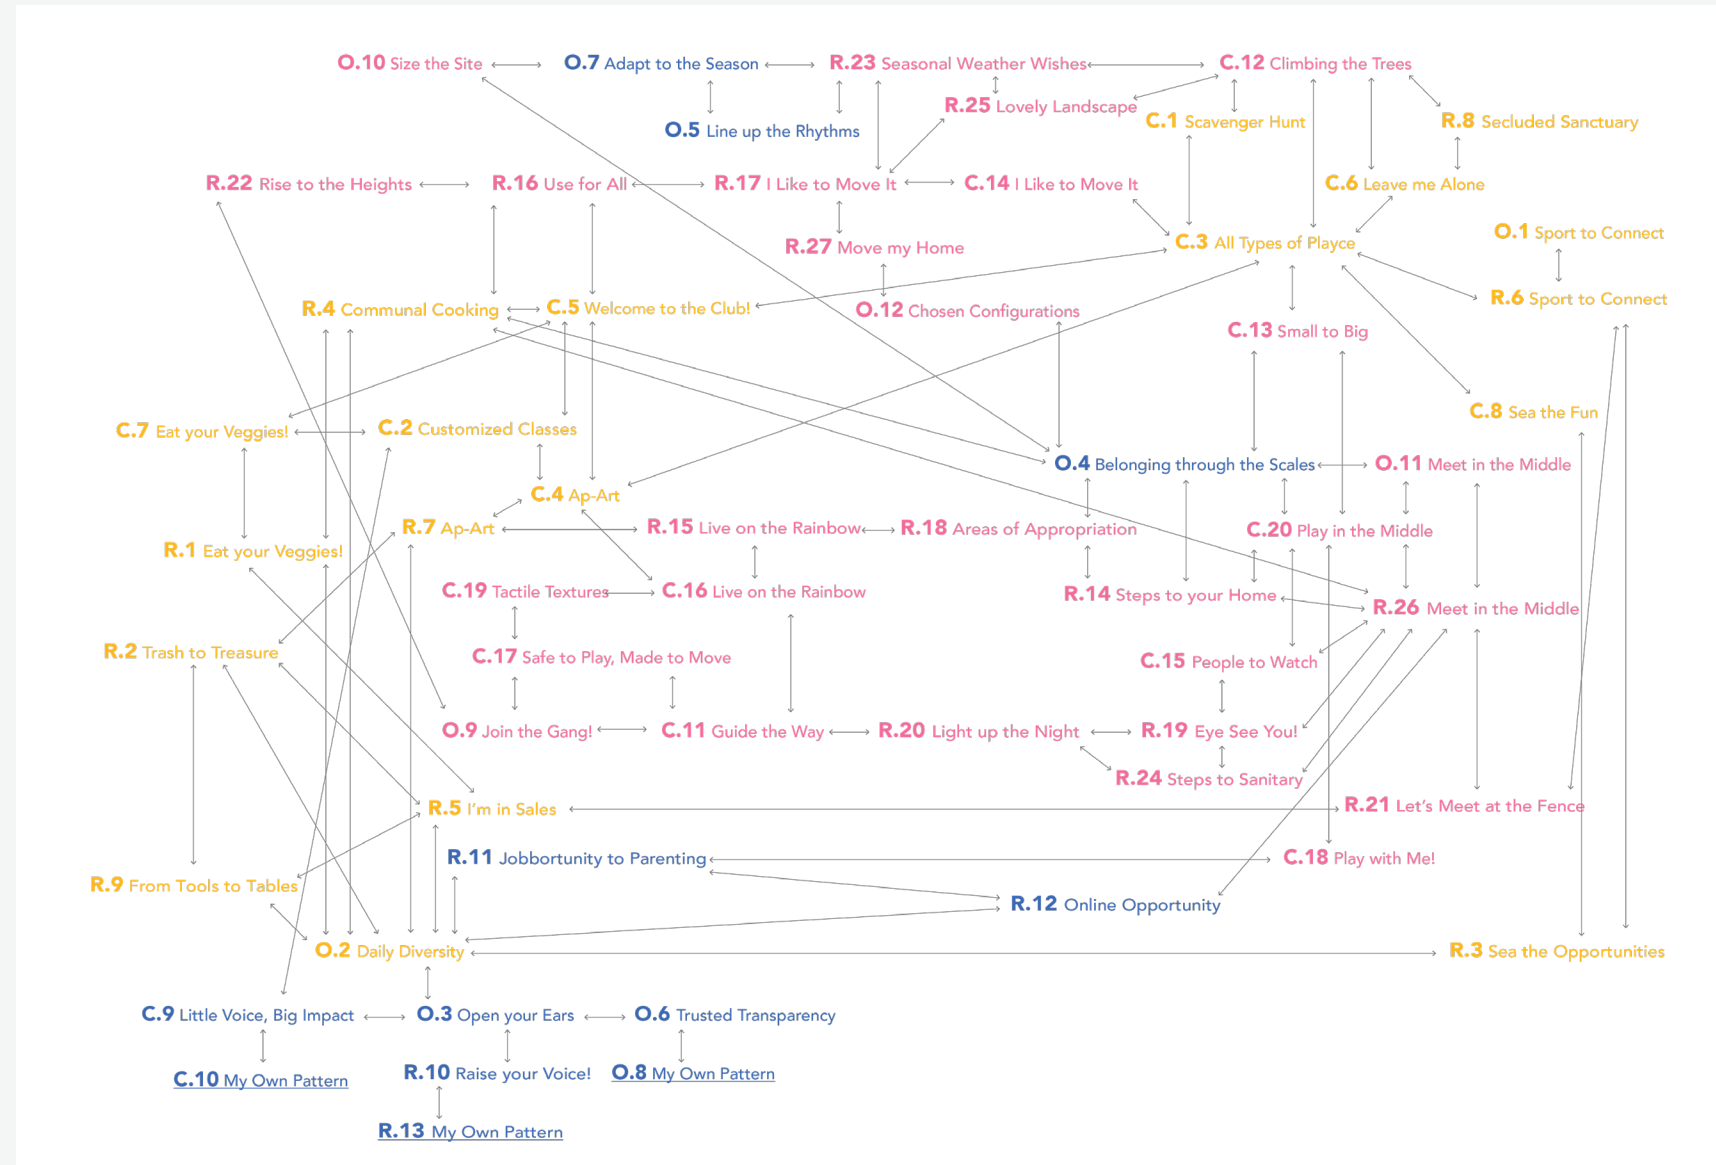 O.10 Size the Site
O.7 Adapt to the Season
R.23 Seasonal Weather Wishes
C.12 Climbing the Trees
R.25 Lovely Landscape
C.1 Scavenger Hunt
R.8 Secluded Sanctuary
O.5 Line up the Rhythms
R.22 Rise to the Heights
R.16 Use for All
R.17 I Like to Move It
C.14 I Like to Move It
C.6 Leave me Alone
O.1 Sport to Connect
C.3 All Types of Playce
R.27 Move my Home
R.6 Sport to Connect
R.4 Communal Cooking
C.5 Welcome to the Club!
O.12 Chosen Configurations
C.13 Small to Big
C.8 Sea the Fun
C.7 Eat your Veggies!
C.2 Customized Classes
O.4 Belonging through the Scales
O.11 Meet in the Middle
C.4 Ap-Art
R.7 Ap-Art
R.15 Live on the Rainbow
R.18 Areas of Appropriation
C.20 Play in the Middle
R.1 Eat your Veggies!
C.19 Tactile Textures
C.16 Live on the Rainbow
R.14 Steps to your Home
R.26 Meet in the Middle
R.2 Trash to Treasure
C.17 Safe to Play, Made to Move
C.15 People to Watch
O.9 Join the Gang!
C.11 Guide the Way
R.20 Light up the Night
R.19 Eye See You!
R.24 Steps to Sanitary
R.5 I'm in Sales
R.21 Let's Meet at the Fence
R.11 Jobbortunity to Parenting
C.18 Play with Me!
R.9 From Tools to Tables
R.12 Online Opportunity
O.2 Daily Diversity
R.3 Sea the Opportunities
C.9 Little Voice, Big Impact
O.3 Open your Ears
O.6 Trusted Transparency
C.10 My Own Pattern
R.10 Raise your Voice!
O.8 My Own Pattern
R.13 My Own Pattern